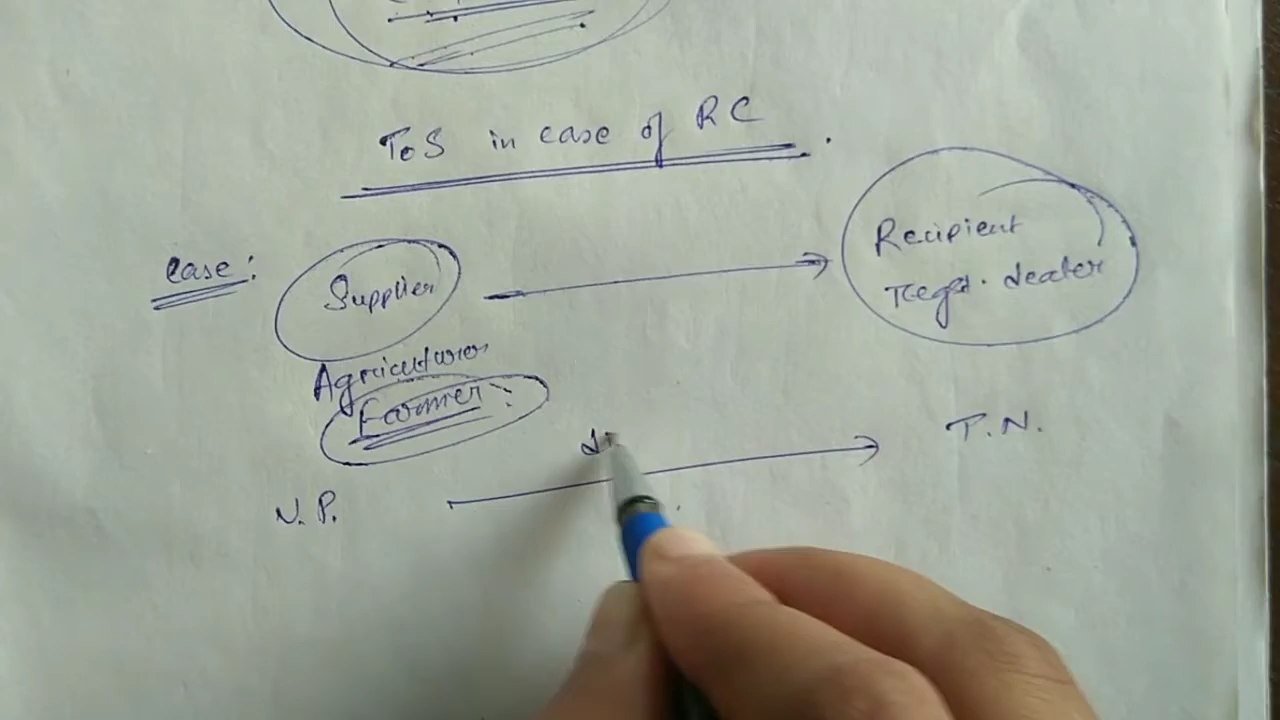 ToS in case of RC.
case: Supplier
Recipient
Regd. dealer
Agriculturer
Farmer:
T.N.
N.P.